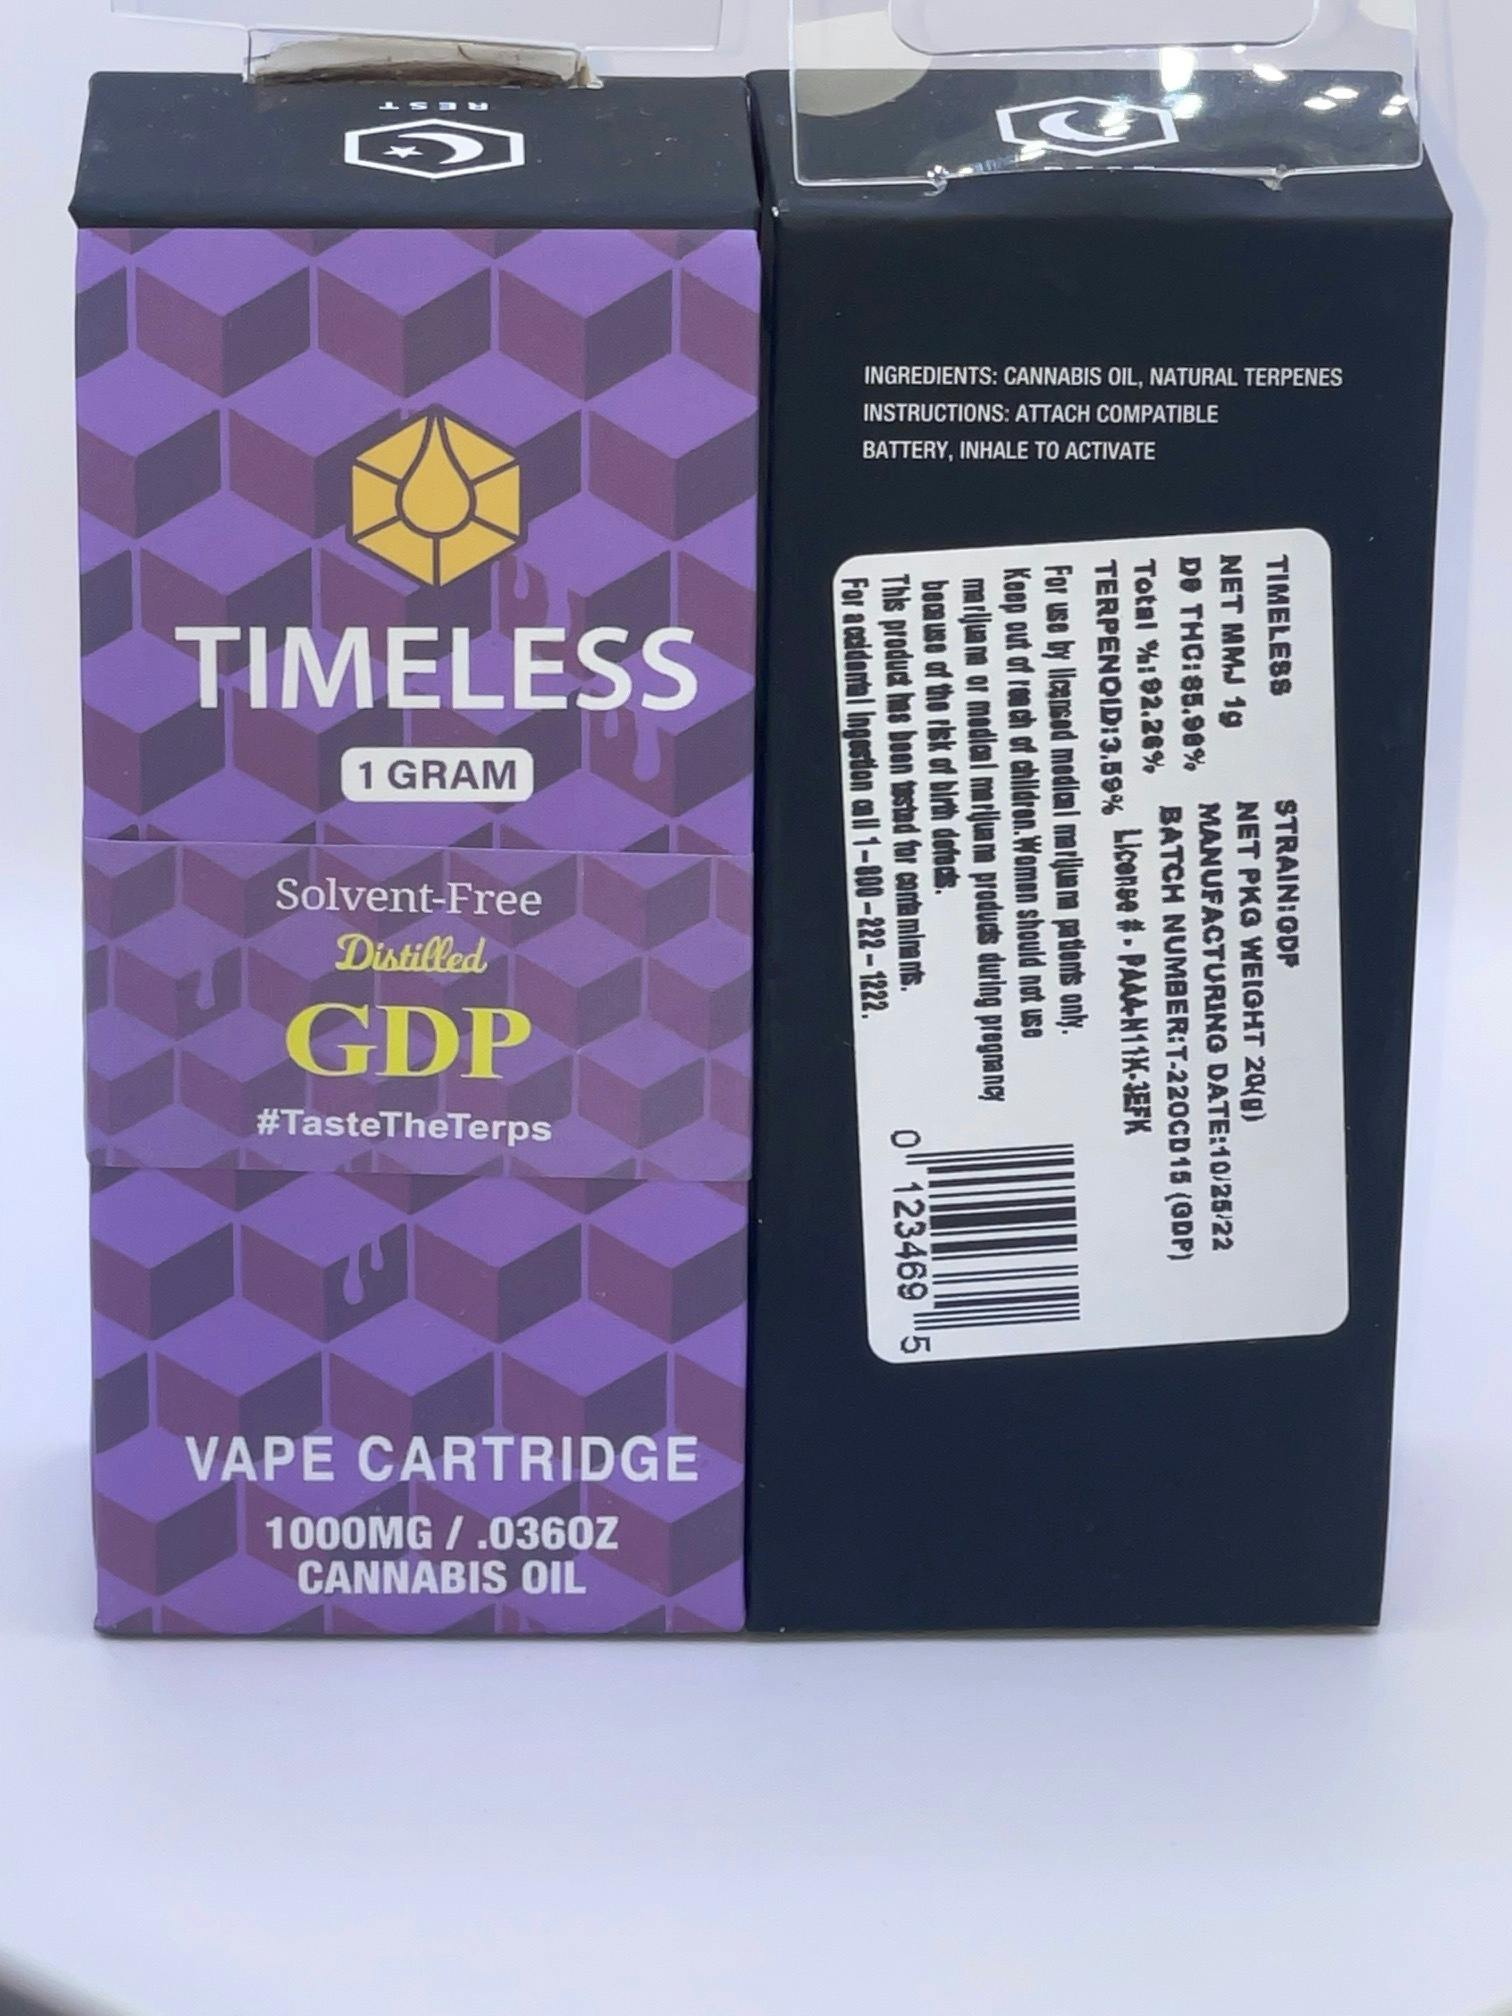 REST
TIMELESS
1 GRAM
Solvent-Free
Distilled
GDP
#TasteTheTerps
VAPE CARTRIDGE
1000MG / .036OZ
CANNABIS OIL
INGREDIENTS: CANNABIS OIL, NATURAL TERPENES
INSTRUCTIONS: ATTACH COMPATIBLE
BATTERY, INHALE TO ACTIVATE
TIMELESS STRAIN:GDP
NET MMJ 1g NET PKG WEIGHT 20(g)
THC:85.98% MANUFACTURING DATE:10/25/22
Total %:92.26% BATCH NUMBER:T-220CD15 (GDP)
TERPENOID:3.59% License #-
For use by licensed medical marijuana patients only.
Keep out of reach of children.Women should not use
marijuana or medical marijuana products during pregnancy
because of the risk of birth defects.
This product has been tested for contaminants.
For accidental ingestion call 1-800-222-1222.
0 123469 5